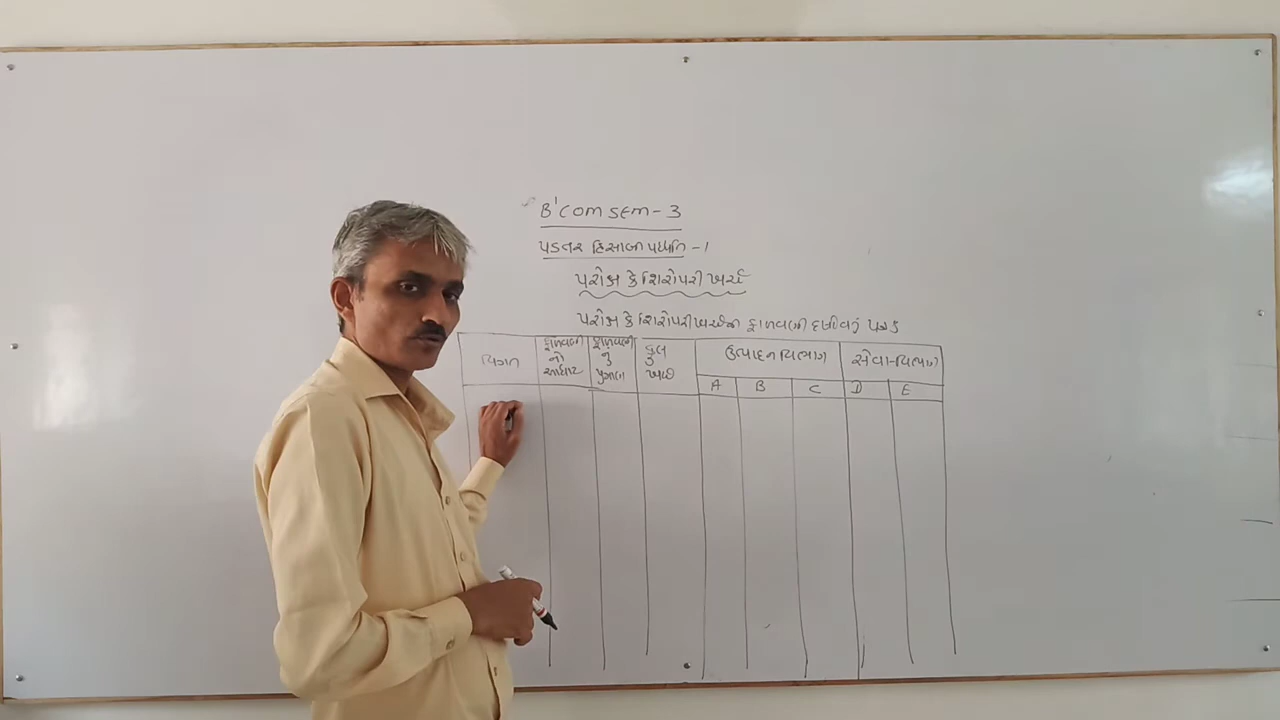 B'com sem-3
પડતર હિસાબી પધ્ધતિ -1
પરોક્ષ કે શિરોપરી ખર્ચ
પરોક્ષ કે શિરોપરી ખર્ચની ફાળવણી દર્શાવતું પત્રક
વિગત ફાળવણી નો આધાર ફાળવણી નું પ્રમાણ કુલ ખર્ચ ઉત્પાદન વિભાગ સેવા-વિભાગ
A B C D E